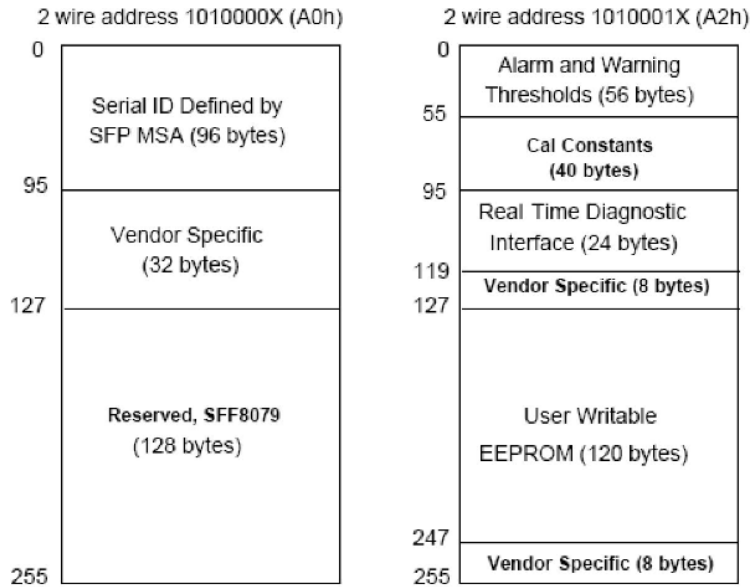 2 wire address 1010000X (A0h)
0
Serial ID Defined by
SFP MSA (96 bytes)
95
Vendor Specific
(32 bytes)
127
Reserved, SFF8079
(128 bytes)
255
2 wire address 1010001X (A2h)
0
Alarm and Warning
Thresholds (56 bytes)
55
Cal Constants
(40 bytes)
95
Real Time Diagnostic
Interface (24 bytes)
119
Vendor Specific (8 bytes)
127
User Writable
EEPROM (120 bytes)
247
Vendor Specific (8 bytes)
255